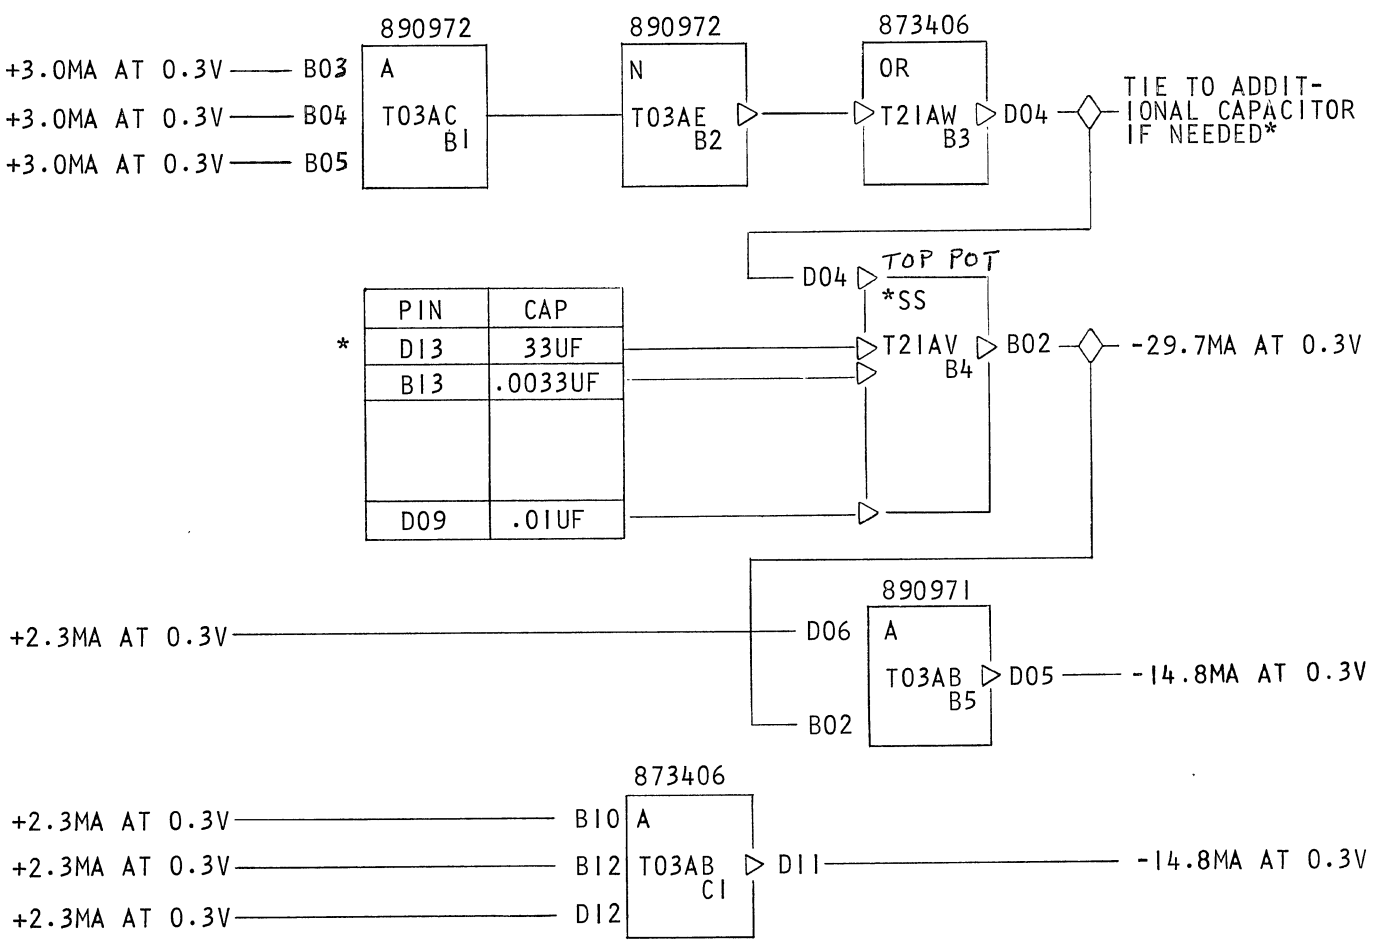 890972
890972
873406
+3.0MA AT 0.3V
B03
A
N
OR
TIE TO ADDIT-
IONAL CAPACITOR
IF NEEDED*
+3.0MA AT 0.3V
B04
T03AC
B1
T03AE
B2
T21AW
B3
D04
+3.0MA AT 0.3V
B05
TOP POT
D04
*SS
PIN
CAP
*
D13
33UF
T21AV
B4
B02
-29.7MA AT 0.3V
B13
.0033UF
D09
.01UF
890971
+2.3MA AT 0.3V
D06
A
T03AB
B5
D05
-14.8MA AT 0.3V
B02
873406
+2.3MA AT 0.3V
B10
A
+2.3MA AT 0.3V
B12
T03AB
C1
D11
-14.8MA AT 0.3V
+2.3MA AT 0.3V
D12